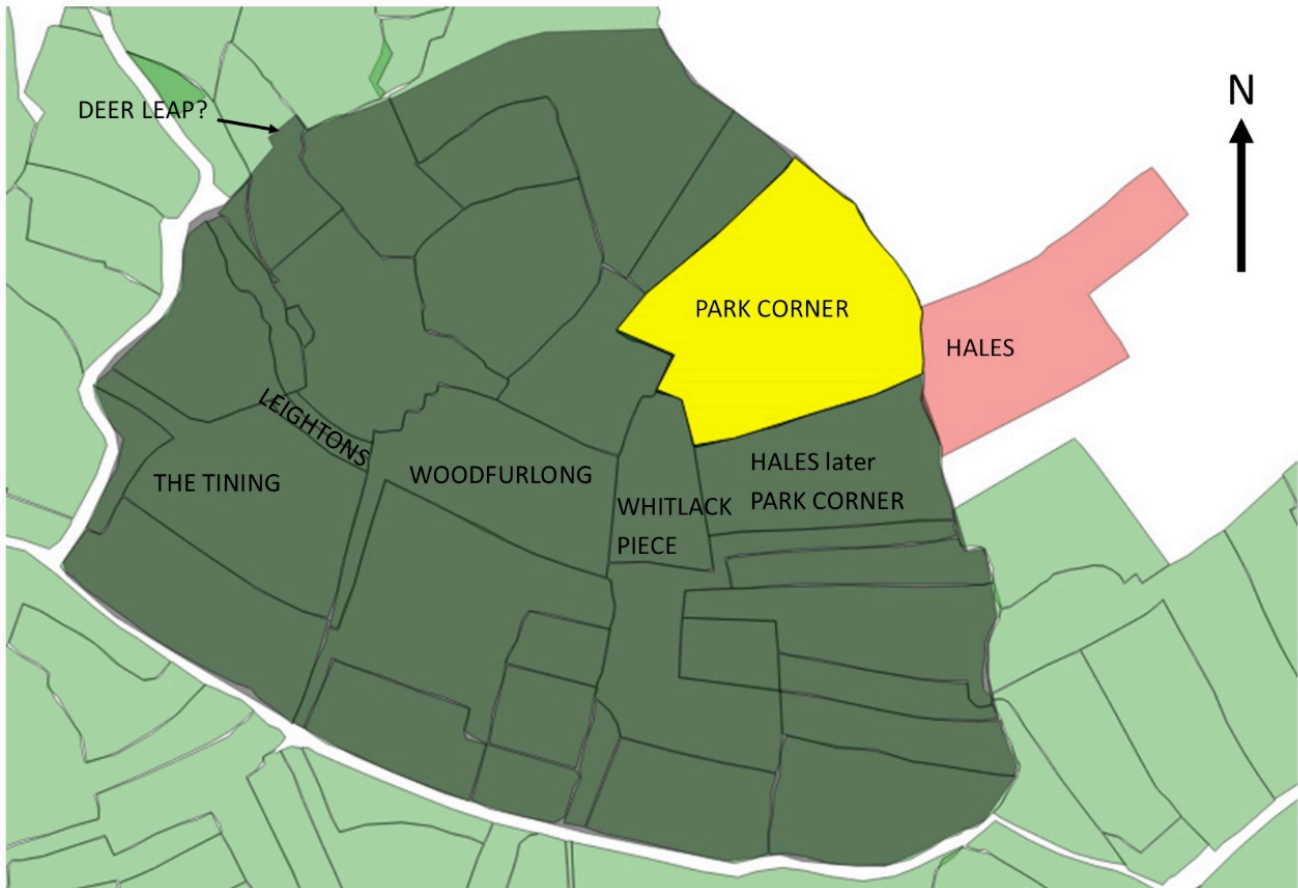 N
DEER LEAP?
PARK CORNER
HALES
LEIGHTONS
THE TINING
WOODFURLONG
HALES later
PARK CORNER
WHITLACK
PIECE